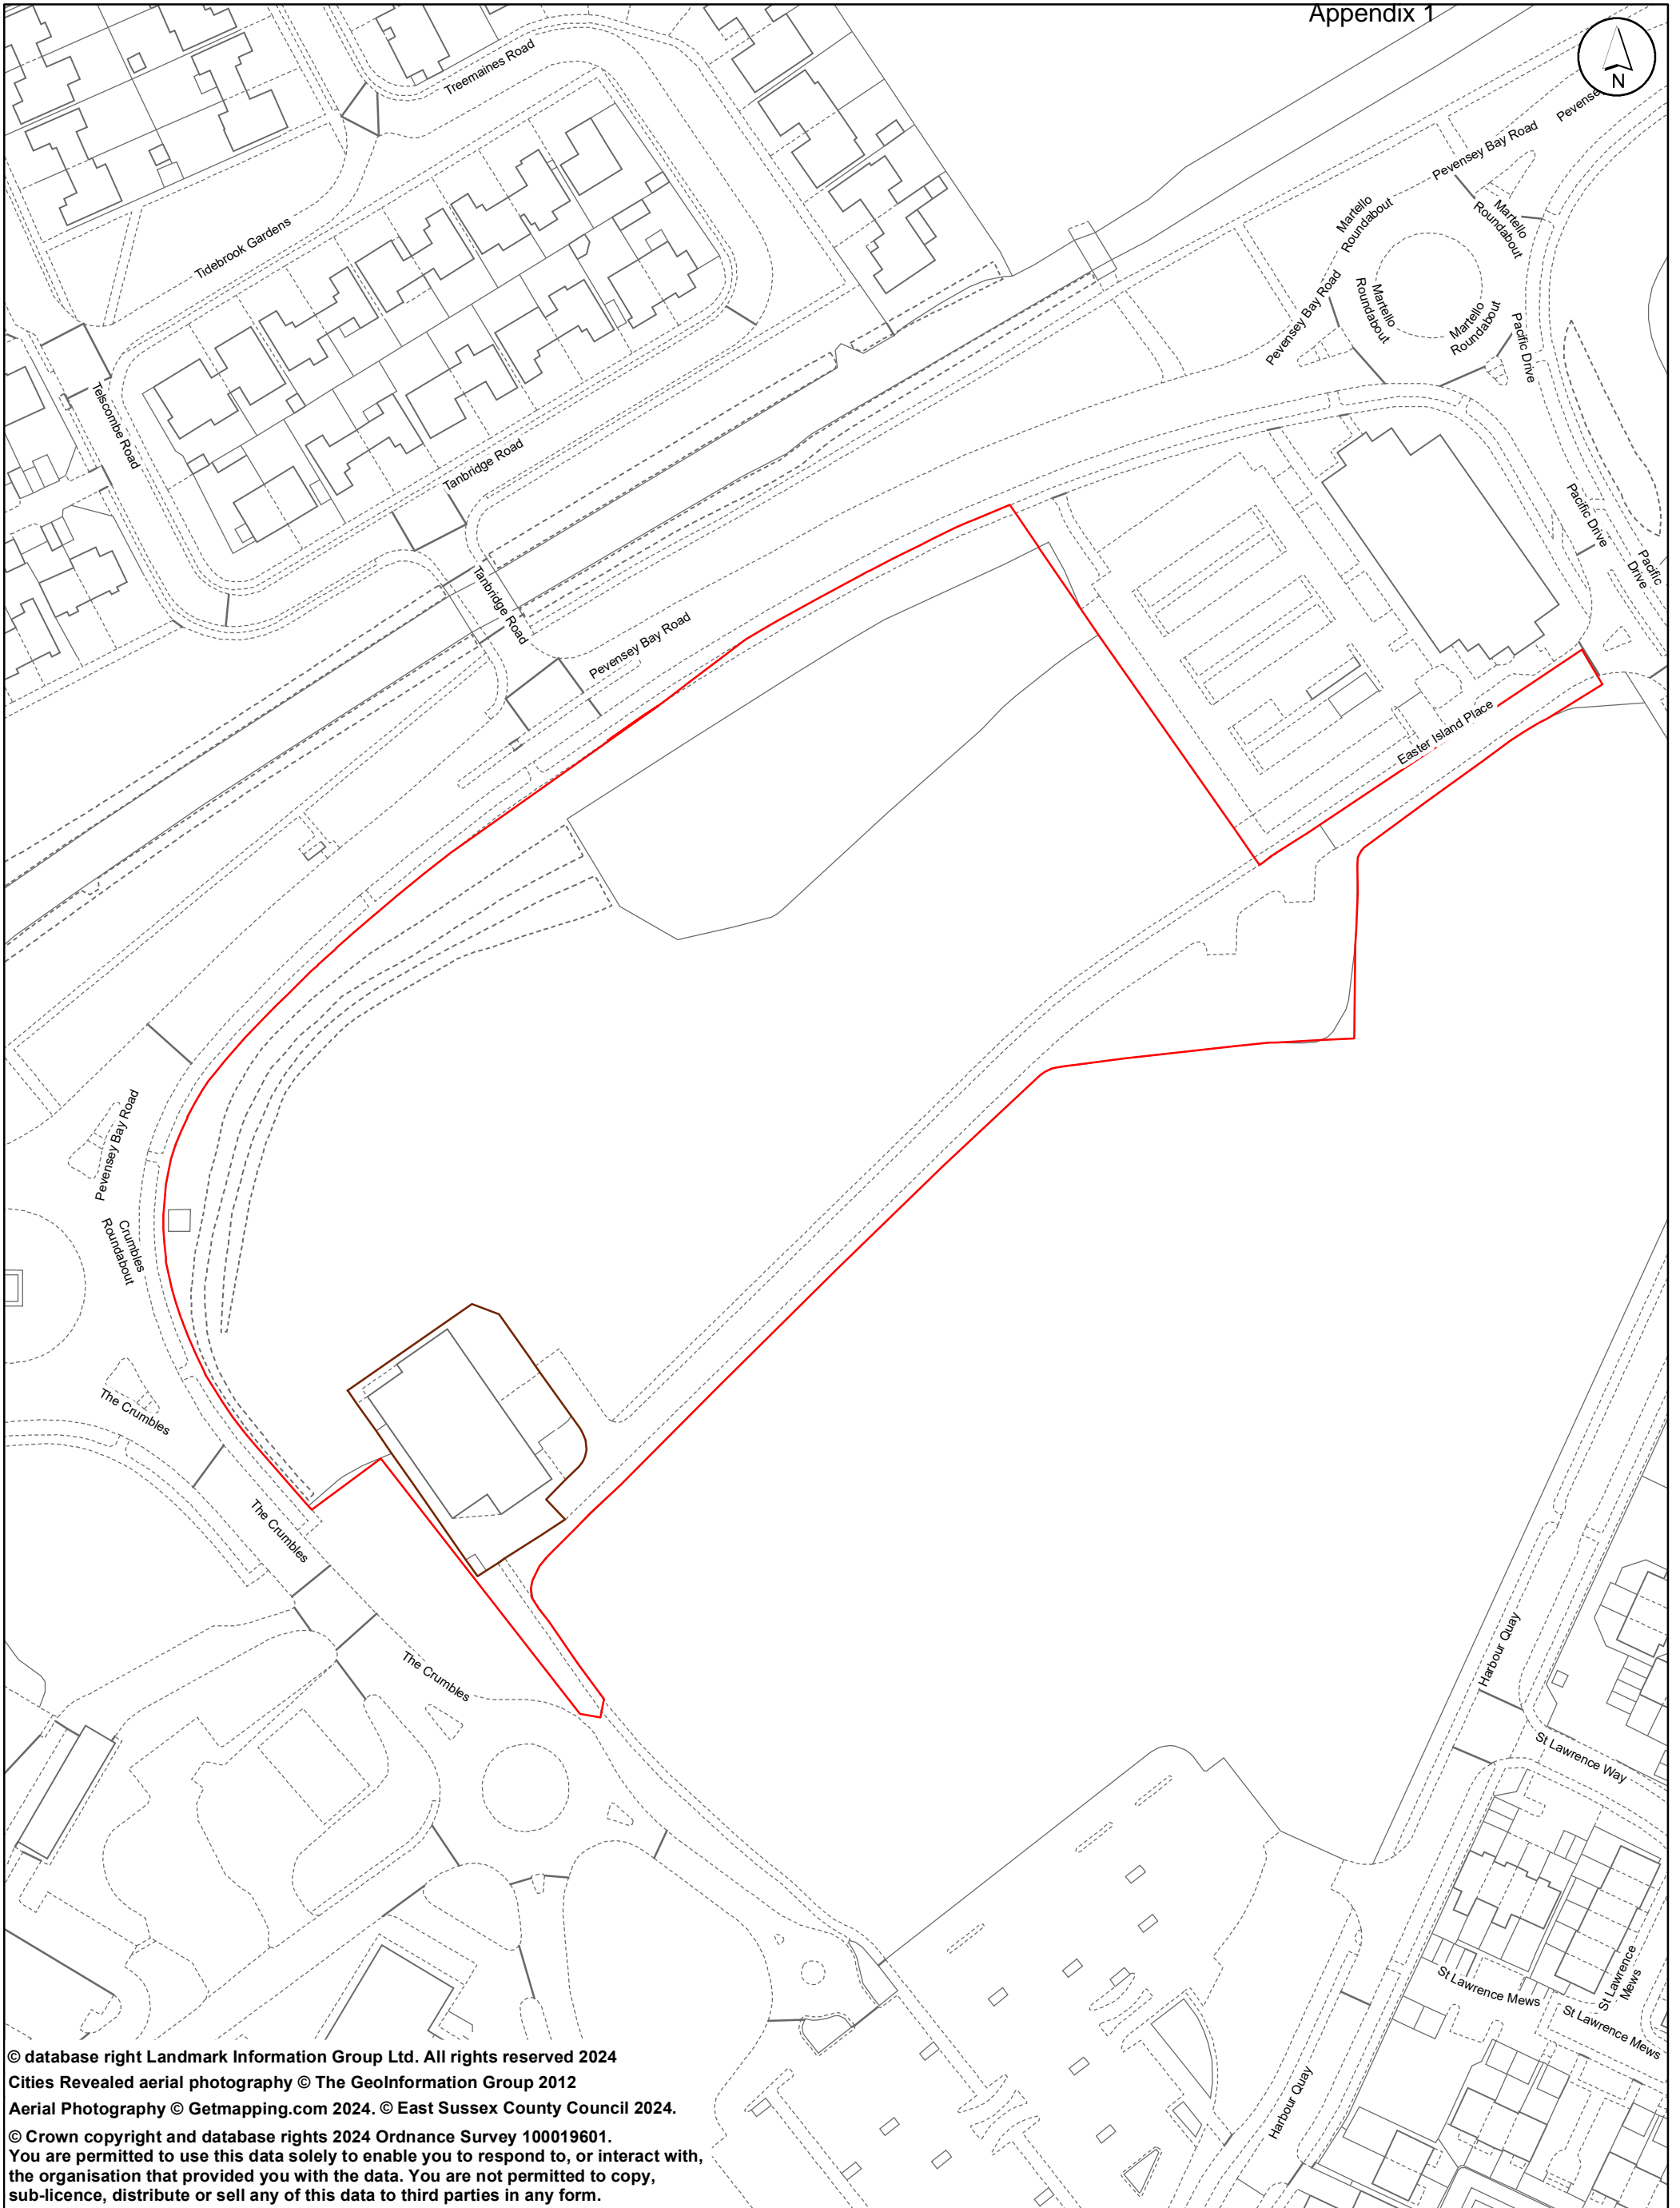 Appendix 1
N
Treemaines Road
Pevensey Bay Road
Martello
Roundabout
Martello
Roundabout
Tidebrook Gardens
Pevensey Bay Road
Martello
Roundabout
Martello
Roundabout
Pacific Drive
Telscombe Road
Tanbridge Road
Pacific Drive
Pacific
Drive
Tanbridge Road
Pevensey Bay Road
Easter Island Place
Pevensey Bay Road
Crumbles
Roundabout
The Crumbles
The Crumbles
The Crumbles
Harbour Quay
St Lawrence Way
St Lawrence Mews
St Lawrence
Mews
St Lawrence Mews
Harbour Quay
© database right Landmark Information Group Ltd. All rights reserved 2024
Cities Revealed aerial photography © The GeoInformation Group 2012
Aerial Photography © Getmapping.com 2024. © East Sussex County Council 2024.
© Crown copyright and database rights 2024 Ordnance Survey 100019601.
You are permitted to use this data solely to enable you to respond to, or interact with,
the organisation that provided you with the data. You are not permitted to copy,
sub-licence, distribute or sell any of this data to third parties in any form.